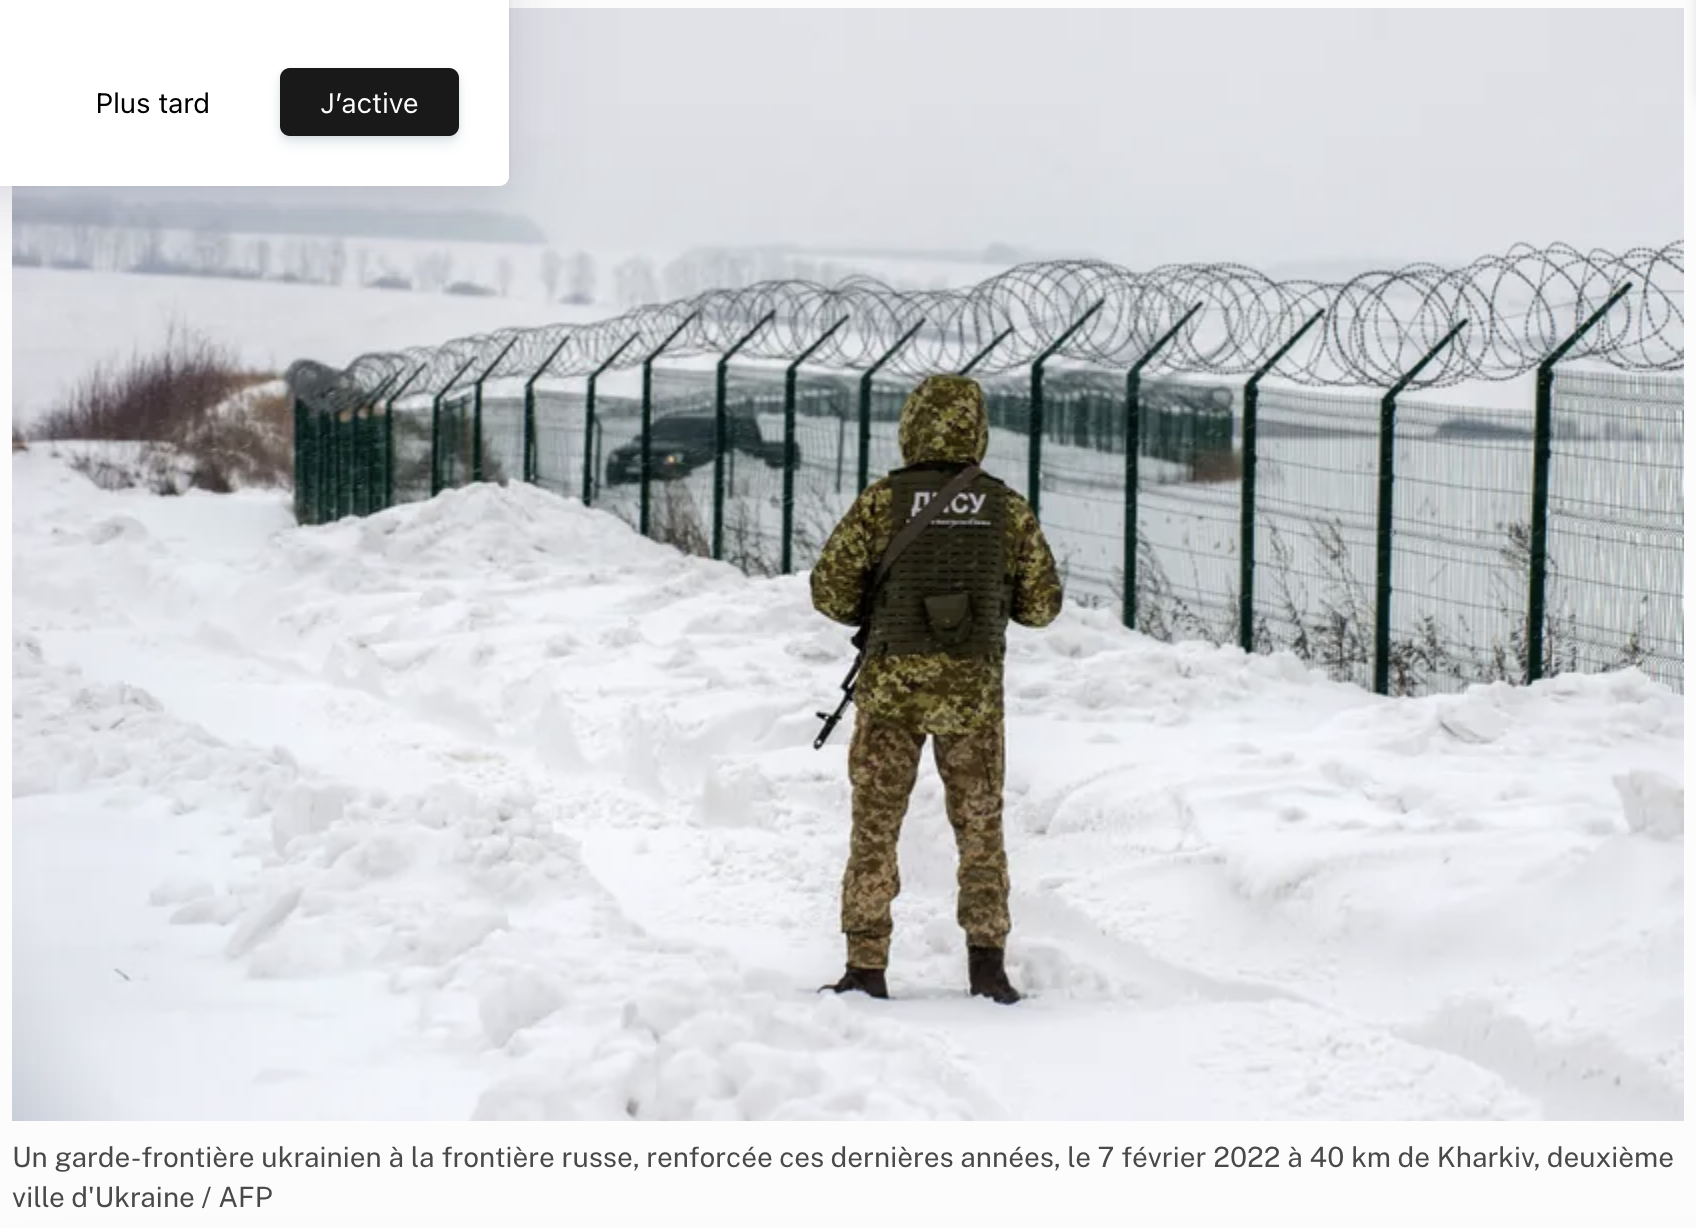 Plus tard
J'active
Un garde-frontière ukrainien à la frontière russe, renforcée ces dernières années, le 7 février 2022 à 40 km de Kharkiv, deuxième
ville d'Ukraine / AFP